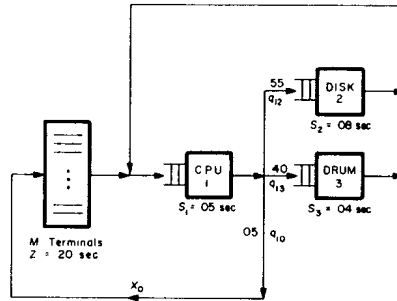 M Terminals
Z = 20 sec
CPU
1
S₁ = 05 sec
55
q₁₂
DISK
2
S₂ = 08 sec
40
q₁₃
DRUM
3
S₃ = 04 sec
05
q₁₀
X₀